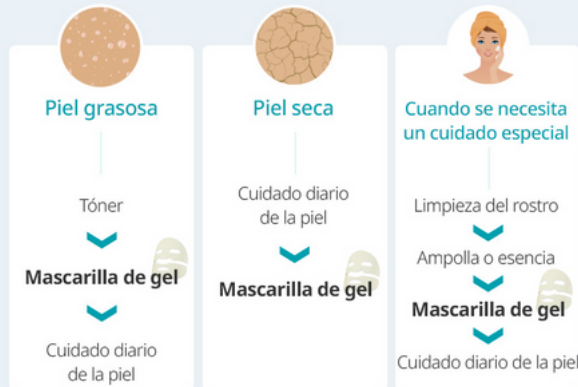 Piel grasosa
Tóner
Mascarilla de gel
Cuidado diario
de la piel
Piel seca
Cuidado diario
de la piel
Mascarilla de gel
Cuando se necesita
un cuidado especial
Limpieza del rostro
Ampolla o esencia
Mascarilla de gel
Cuidado diario de la piel